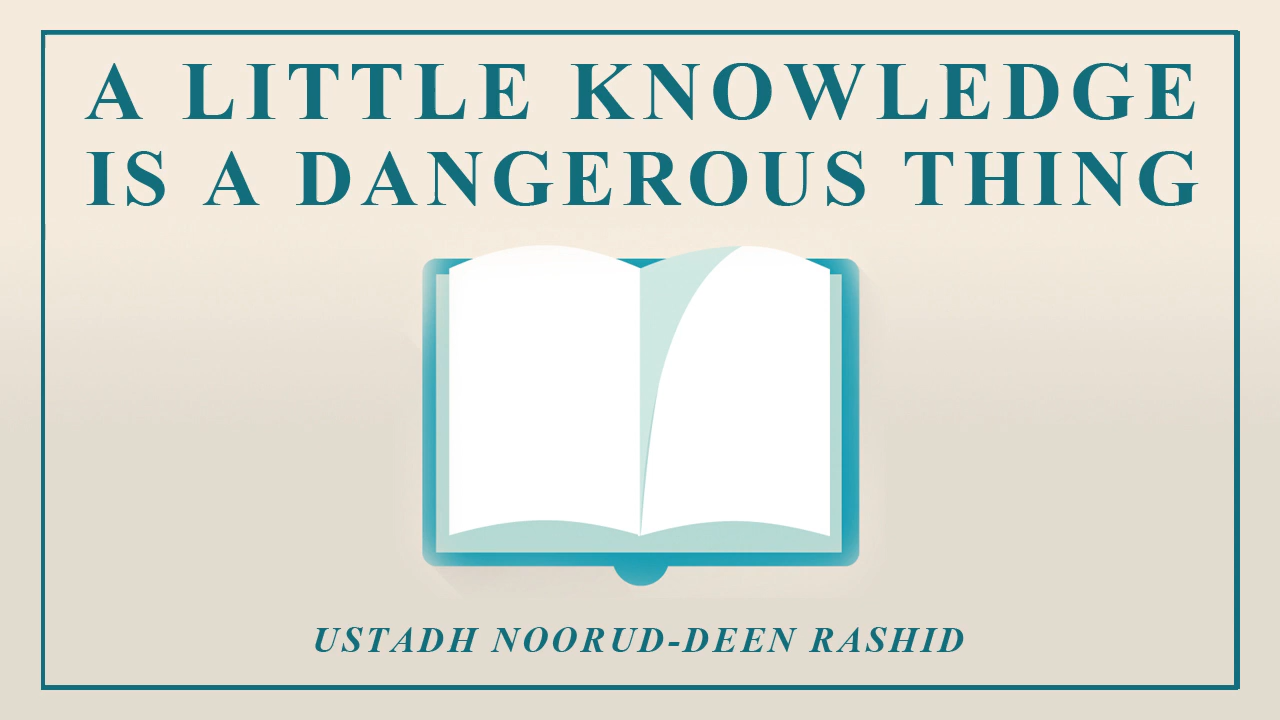 A LITTLE KNOWLEDGE
IS A DANGEROUS THING
USTADH NOORUD-DEEN RASHID